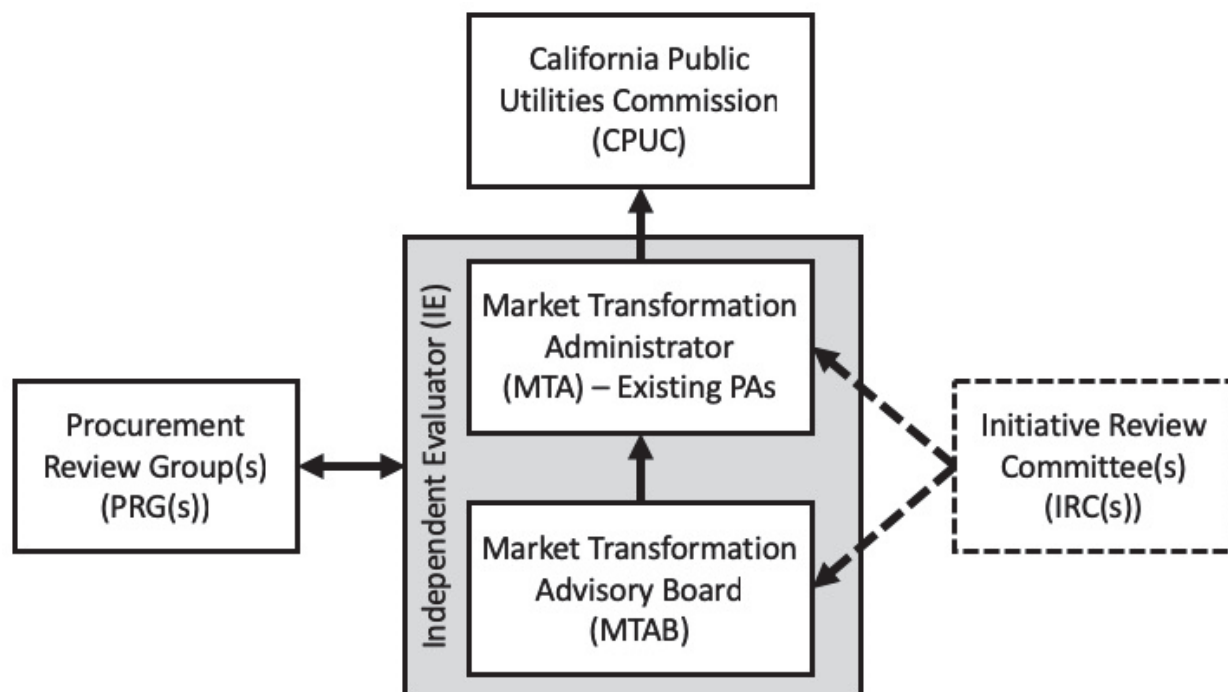 California Public
Utilities Commission
(CPUC)
Independent Evaluator (IE)
Market Transformation
Administrator
(MTA) – Existing PAs
Procurement
Review Group(s)
(PRG(s))
Initiative Review
Committee(s)
(IRC(s))
Market Transformation
Advisory Board
(MTAB)